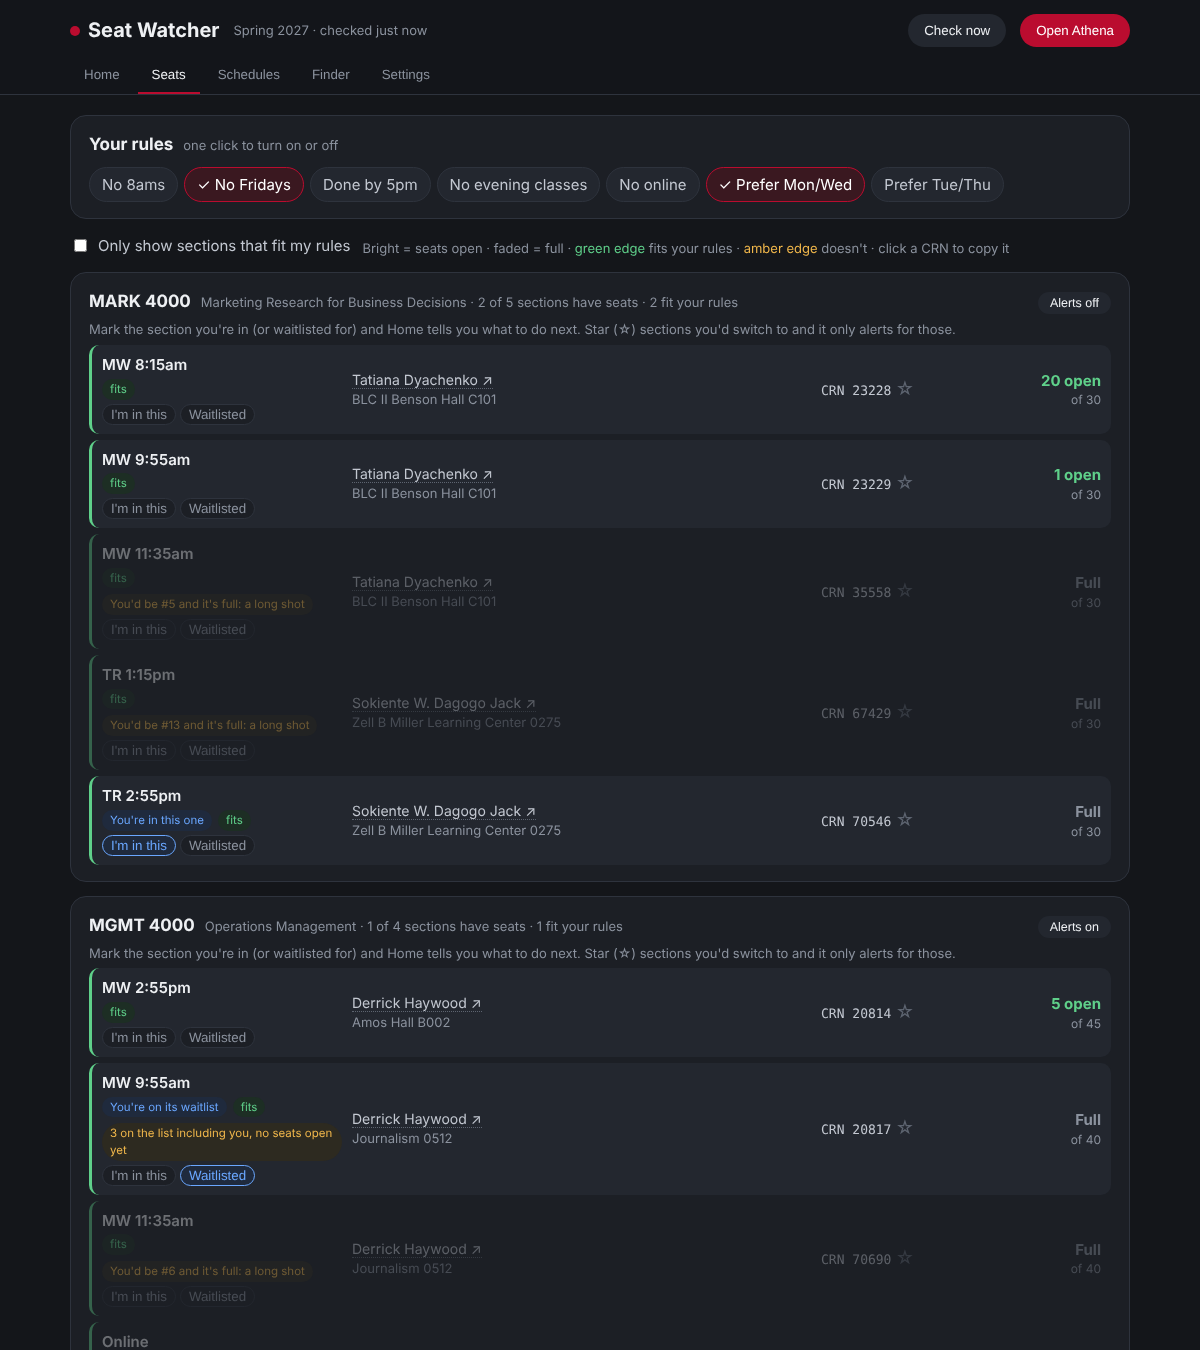 Seat Watcher Spring 2027 · checked just now Check now Open Athena
Home Seats Schedules Finder Settings
Your rules one click to turn on or off
No 8ams ✓ No Fridays Done by 5pm No evening classes No online ✓ Prefer Mon/Wed Prefer Tue/Thu
Only show sections that fit my rules Bright = seats open · faded = full · green edge fits your rules · amber edge doesn't · click a CRN to copy it
MARK 4000 Marketing Research for Business Decisions · 2 of 5 sections have seats · 2 fit your rules Alerts off
Mark the section you're in (or waitlisted for) and Home tells you what to do next. Star (☆) sections you'd switch to and it only alerts for those.
MW 8:15am
fits
I'm in this Waitlisted
Tatiana Dyachenko ↗
BLC II Benson Hall C101
CRN 23228 ☆
20 open
of 30
MW 9:55am
fits
I'm in this Waitlisted
Tatiana Dyachenko ↗
BLC II Benson Hall C101
CRN 23229 ☆
1 open
of 30
MW 11:35am
fits
You'd be #5 and it's full: a long shot
I'm in this Waitlisted
Tatiana Dyachenko ↗
BLC II Benson Hall C101
CRN 35558 ☆
Full
of 30
TR 1:15pm
fits
You'd be #13 and it's full: a long shot
I'm in this Waitlisted
Sokiente W. Dagogo Jack ↗
Zell B Miller Learning Center 0275
CRN 67429 ☆
Full
of 30
TR 2:55pm
You're in this one fits
I'm in this Waitlisted
Sokiente W. Dagogo Jack ↗
Zell B Miller Learning Center 0275
CRN 70546 ☆
Full
of 30
MGMT 4000 Operations Management · 1 of 4 sections have seats · 1 fit your rules Alerts on
Mark the section you're in (or waitlisted for) and Home tells you what to do next. Star (☆) sections you'd switch to and it only alerts for those.
MW 2:55pm
fits
I'm in this Waitlisted
Derrick Haywood ↗
Amos Hall B002
CRN 20814 ☆
5 open
of 45
MW 9:55am
You're on its waitlist fits
3 on the list including you, no seats open
yet
I'm in this Waitlisted
Derrick Haywood ↗
Journalism 0512
CRN 20817 ☆
Full
of 40
MW 11:35am
fits
You'd be #6 and it's full: a long shot
I'm in this Waitlisted
Derrick Haywood ↗
Journalism 0512
CRN 70690 ☆
Full
of 40
Online